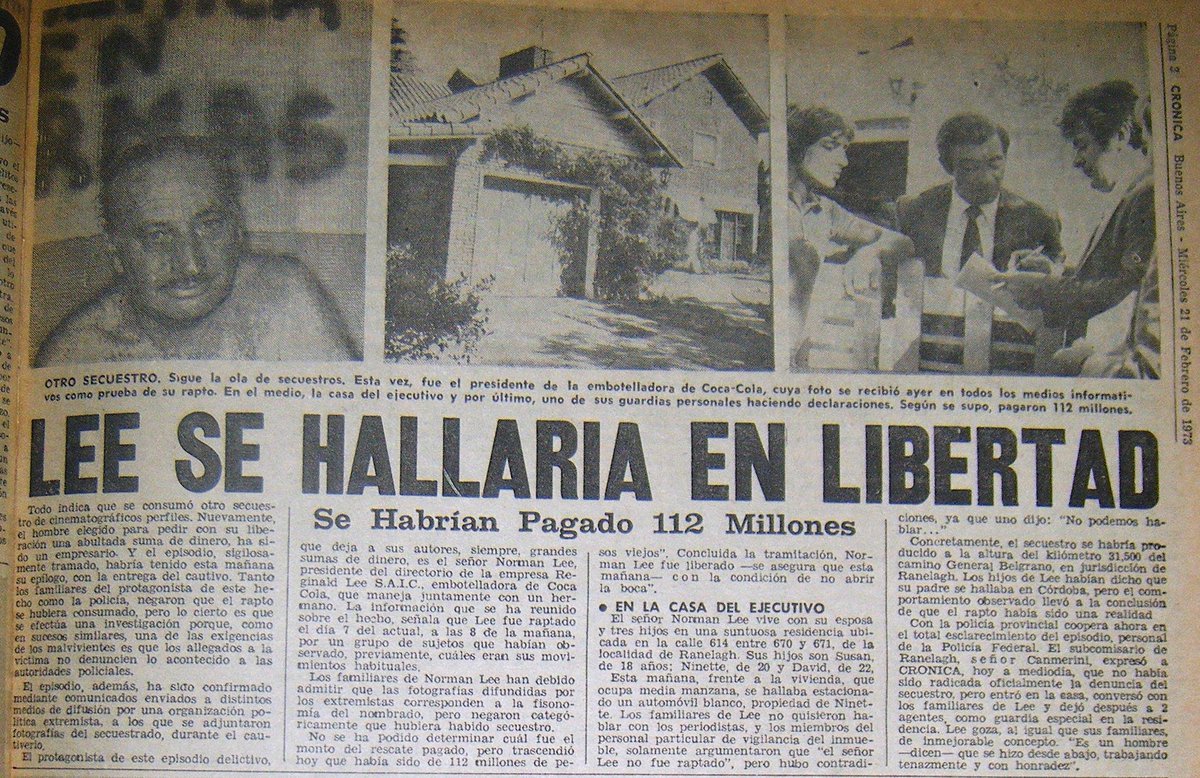 EN
RMAS
Página 2 CRONICA Buenos Aires - Miércoles 21 de Febrero de 1973
OTRO SECUESTRO. Sigue la ola de secuestros. Esta vez, fue el presidente de la embotelladora de Coca-Cola, cuya foto se recibió ayer en todos los medios informati-
vos como prueba de su rapto. En el medio, la casa del ejecutivo y por último, uno de sus guardias personales haciendo declaraciones. Según se supo, pagaron 112 millones.
LEE SE HALLARIA EN LIBERTAD
Se Habrían Pagado 112 Millones
Todo indica que se consumó otro secues-
tro de cinematográficos perfiles. Nuevamente,
el hombre elegido para pedir con su libe-
ración una abultada suma de dinero, ha si-
do un empresario. Y el episodio, sigilosa-
mente tramado, habría tenido esta mañana
su epílogo, con la entrega del cautivo. Tanto
los familiares del protagonista de este he-
cho como la policía, negaron que el rapto
se hubiera consumado, pero lo cierto es que
se efectúa una investigación porque, como
en sucesos similares, una de las exigencias
de los malvivientes es que los allegados a la
víctima no denuncien lo acontecido a las
autoridades policiales.
El episodio, además, ha sido confirmado
mediante comunicados enviados a distintos
medios de difusión por una organización po-
lítica extremista, a los que se adjuntaron
fotografías del secuestrado, durante el cau-
tiverio.
El protagonista de este episodio delictivo,
que deja a sus autores, siempre, grandes
sumas de dinero, es el señor Norman Lee,
presidente del directorio de la empresa Re-
ginald Lee S.A.I.C., embotelladora de Coca
Cola, que maneja juntamente con un her-
mano. La información que se ha reunido
sobre el hecho, señala que Lee fue raptado
el día 7 del actual, a las 8 de la mañana,
por un grupo de sujetos que habían ob-
servado, previamente, cuáles eran sus mo-
vimientos habituales.
Los familiares de Norman Lee han debido
admitir que las fotografías difundidas por
los extremistas corresponden a la fiso-
nomía del nombrado, pero negaron categó-
ricamente que hubiera habido secuestro.
No se ha podido determinar cuál fue el
monto del rescate abonado, pero trascendió
hoy que serían 112 millones de pe-
sos viejos". Concluida la tramitación, Nor-
man Lee fue liberado —se asegura que esta
mañana— con la condición de no abrir
la boca".
• EN LA CASA DEL EJECUTIVO
El señor Norman Lee vive con su esposa
y tres hijos en una suntuosa residencia ubi-
cada en la calle 614 entre 670 y 671, de la
localidad de Ranelagh. Sus hijos son Susan,
de 18 años; Ninette, de 20 y David, de 22,
Esta mañana, frente a la vivienda, que
ocupa media manzana, se hallaba estaciona-
do un automóvil blanco, propiedad de Ninet-
te. Los familiares de Lee no quisieron ha-
blar con los periodistas, y los miembros del
personal particular de vigilancia del inmue-
ble, solamente argumentaron que "el señor
Lee no fue raptado", pero hubo contradic-
ciones, ya que uno dijo: "No podemos ha-
blar..."
Concretamente, el secuestro se habría pro-
ducido a la altura del kilómetro 31,500 del
camino General Belgrano, en jurisdicción de
Ranelagh. Los hijos de Lee habían dicho que
su padre se hallaba en Córdoba, pero el com-
portamiento observado llevó a la conclusión
de que el rapto había sido una realidad
Con la policía provincial coopera ahora en
el total esclarecimiento del episodio, personal
de la Policía Federal. El subcomisario de
Ranelagh, señor Canmerini, expresó a
CRONICA, hoy a mediodía, que no había
sido radicada oficialmente la denuncia del
secuestro, pero entró en la casa, conversó con
los familiares de Lee y dejó después a 2
agentes, como guardia especial en la resi-
dencia. Lee goza, al igual que sus familiares,
de inmejorable concepto. "Es un hombre
—dicen— que se hizo desde abajo, trabajando
tenazmente y con honradez".